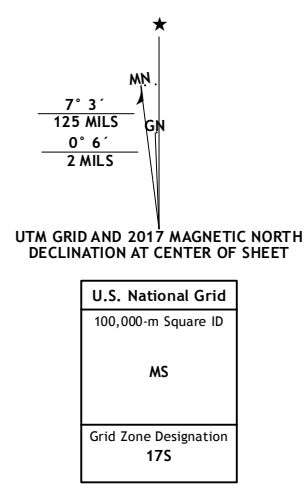 MN
7° 3´
125 MILS
GN
0° 6´
2 MILS
UTM GRID AND 2017 MAGNETIC NORTH
DECLINATION AT CENTER OF SHEET
U.S. National Grid
100,000-m Square ID
MS
Grid Zone Designation
17S